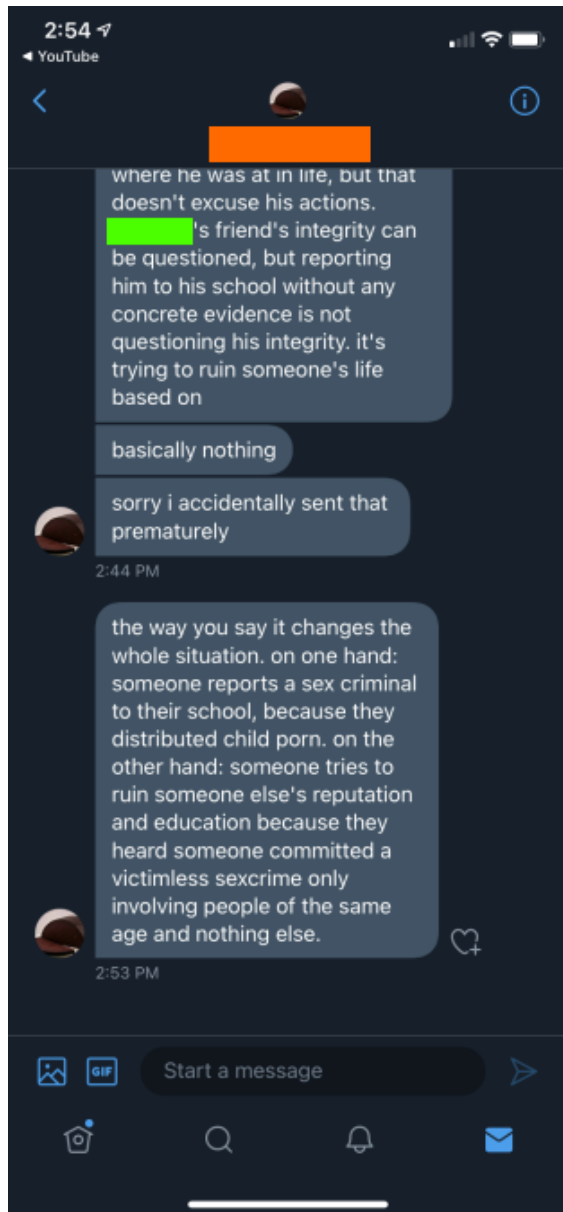 2:54
YouTube
where he was at in life, but that
doesn't excuse his actions.
's friend's integrity can
be questioned, but reporting
him to his school without any
concrete evidence is not
questioning his integrity. it's
trying to ruin someone's life
based on
basically nothing
sorry i accidentally sent that
prematurely
2:44 PM
the way you say it changes the
whole situation. on one hand:
someone reports a sex criminal
to their school, because they
distributed child porn. on the
other hand: someone tries to
ruin someone else's reputation
and education because they
heard someone committed a
victimless sexcrime only
involving people of the same
age and nothing else.
2:53 PM
GIF
Start a message